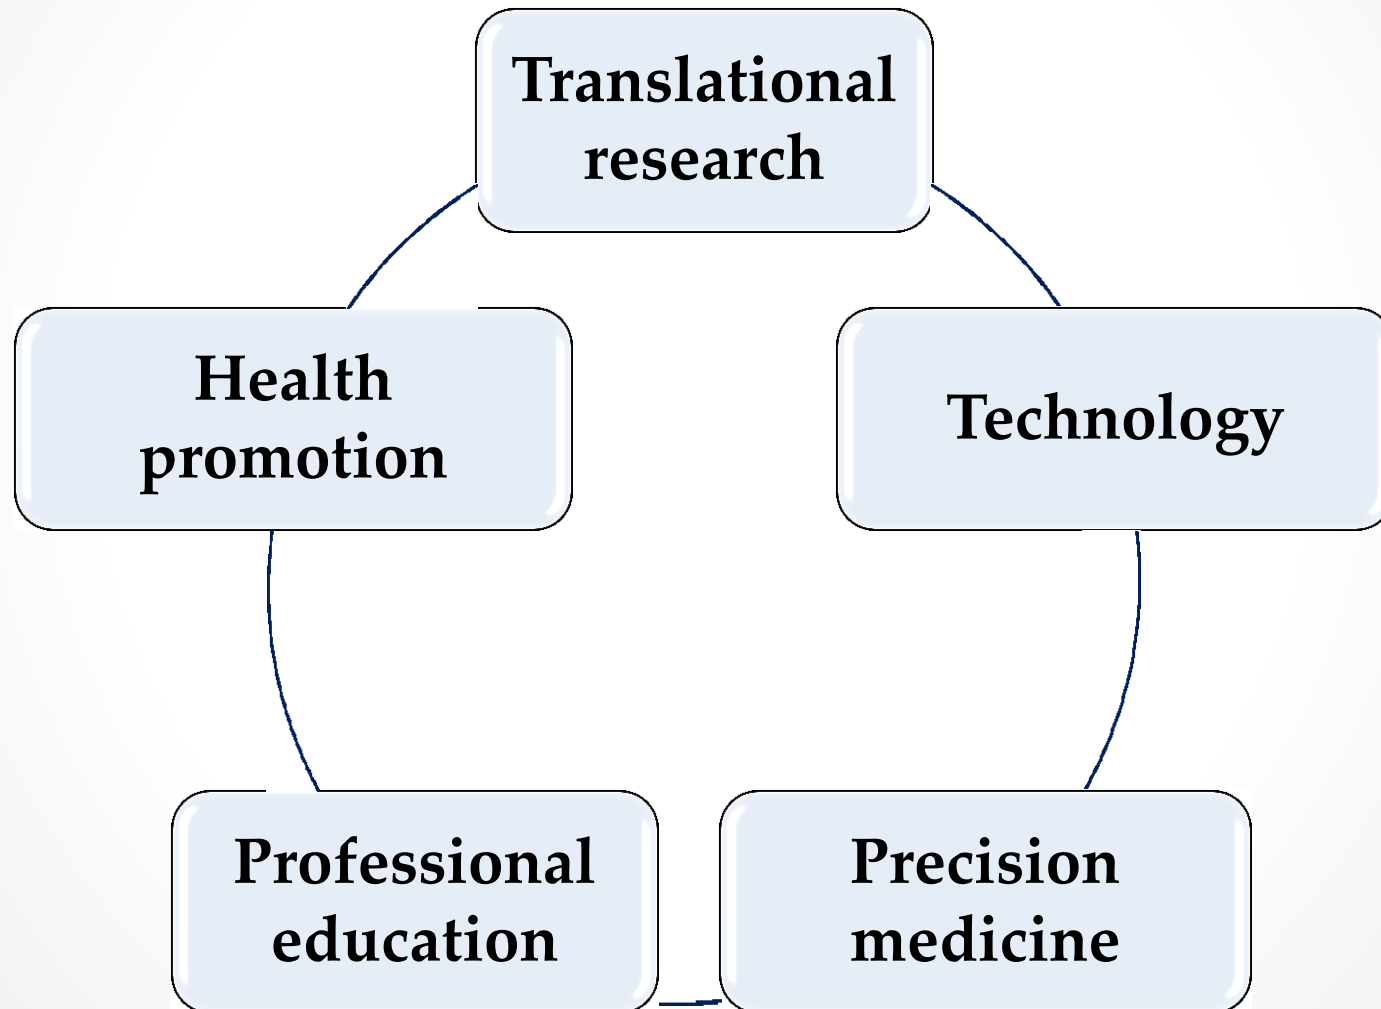 Translational
research
Health
promotion
Technology
Professional
education
Precision
medicine